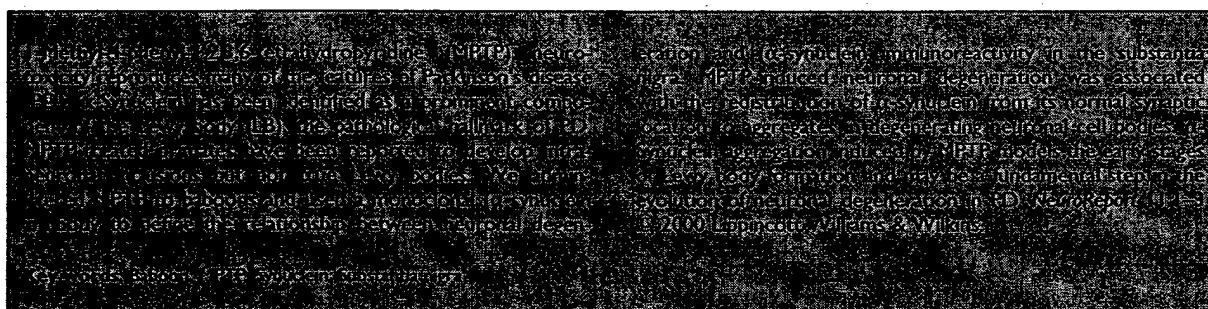 1-Methyl-4-phenyl-1,2,3,6-tetrahydropyridine (MPTP) neuro-
toxicity reproduces many of the features of Parkinson's disease
α-synuclein has been identified as a prominent compo-
nent of the Lewy body (LB), the pathological hallmark of PD.
MPTP-treated primates have been reported to develop intra-
neuronal inclusions but not true Lewy bodies. We
MPTP to baboons and used a monoclonal α-synuclein
antibody to define the relationship between neuronal degen-
Keywords: Baboon; MPTP; Synuclein; Substantia nigra
eration and α-synuclein immunoreactivity in the substantia
nigra. MPTP-induced neuronal degeneration was associated
with the redistribution of α-synuclein from its normal synaptic
location to aggregates in degenerating neuronal cell bodies. α-
synuclein aggregation induced by MPTP models the early stages
of Lewy body formation and may be a fundamental step in the
evolution of neuronal degeneration in PD. NeuroReport
© 2000 Lippincott Williams & Wilkins.